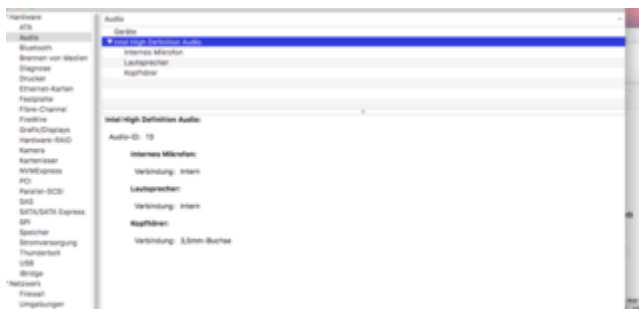 Hardware
ATA
Audio
Bluetooth
Brennen von Medien
Diagnose
Drucker
Ethernet-Karten
Festplatte
Fibre-Channel
FireWire
Grafik/Displays
Hardware-RAID
Kamera
Kartenleser
NVMExpress
PCI
Parallel-SCSI
SAS
SATA/SATA Express
SPI
Speicher
Stromversorgung
Thunderbolt
USB
iBridge
Netzwerk
Firewall
Umgebungen
Audio
Geräte
Intel High Definition Audio
Internes Mikrofon
Lautsprecher
Kopfhörer
Intel High Definition Audio:
Audio-ID: 13
Internes Mikrofon:
Verbindung: Intern
Lautsprecher:
Verbindung: Intern
Kopfhörer:
Verbindung: 3,5mm-Buchse